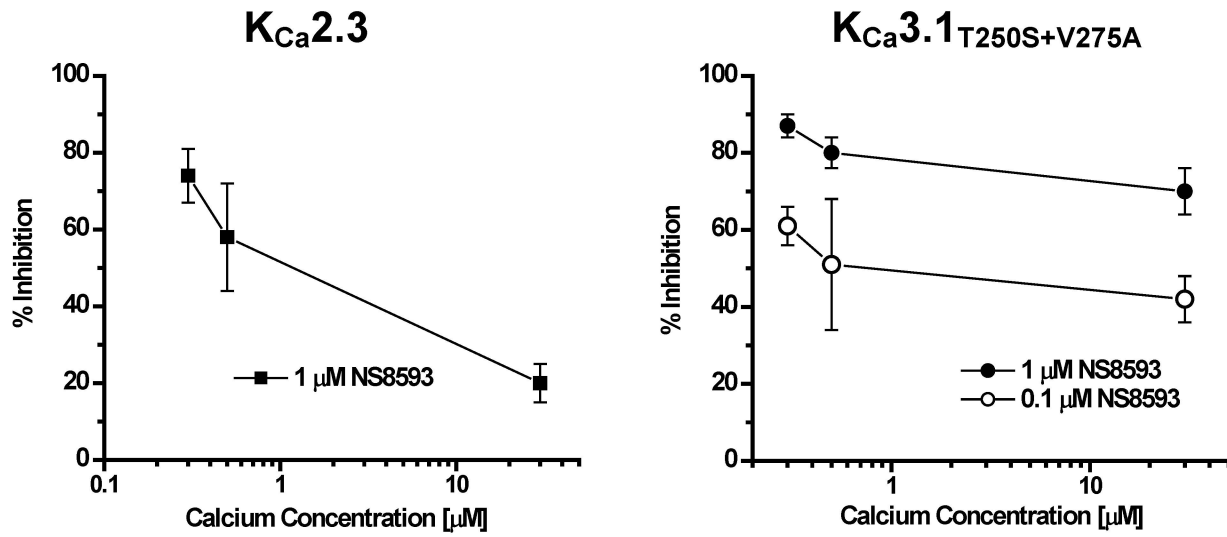 KCa2.3
100
80
60
40
20
0
% Inhibition
1 μM NS8593
0.1
1
10
Calcium Concentration [μM]
KCa3.1T250S+V275A
100
80
60
40
20
0
% Inhibition
1 μM NS8593
0.1 μM NS8593
1
10
Calcium Concentration [μM]